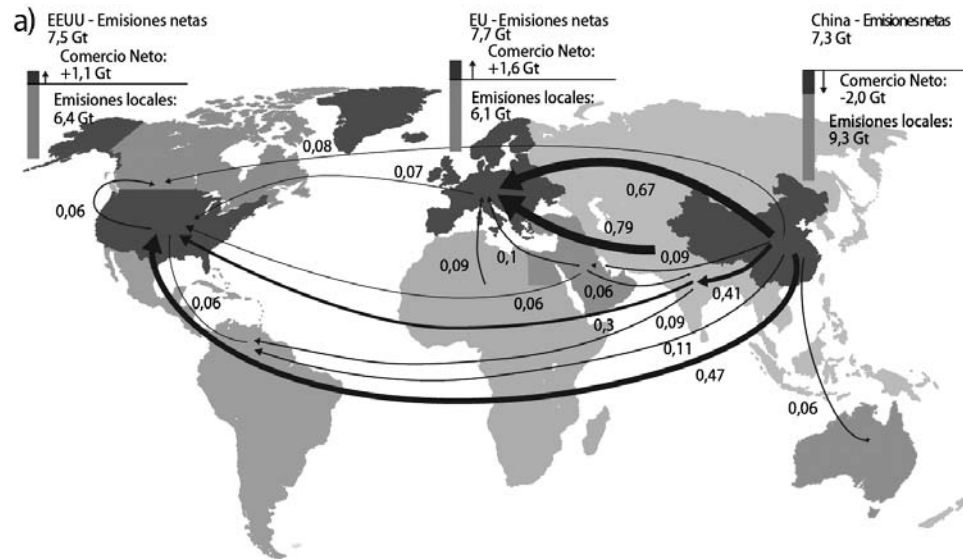 a)
EEUU - Emisiones netas
7,5 Gt
Comercio Neto:
+1,1 Gt
Emisiones locales:
6,4 Gt
EU - Emisiones netas
7,7 Gt
Comercio Neto:
+1,6 Gt
Emisiones locales:
6,1 Gt
China - Emisiones netas
7,3 Gt
Comercio Neto:
-2,0 Gt
Emisiones locales:
9,3 Gt
0,08
0,07
0,67
0,06
0,79
0,09
0,1
0,09
0,06
0,06
0,06
0,41
0,3
0,09
0,11
0,47
0,06